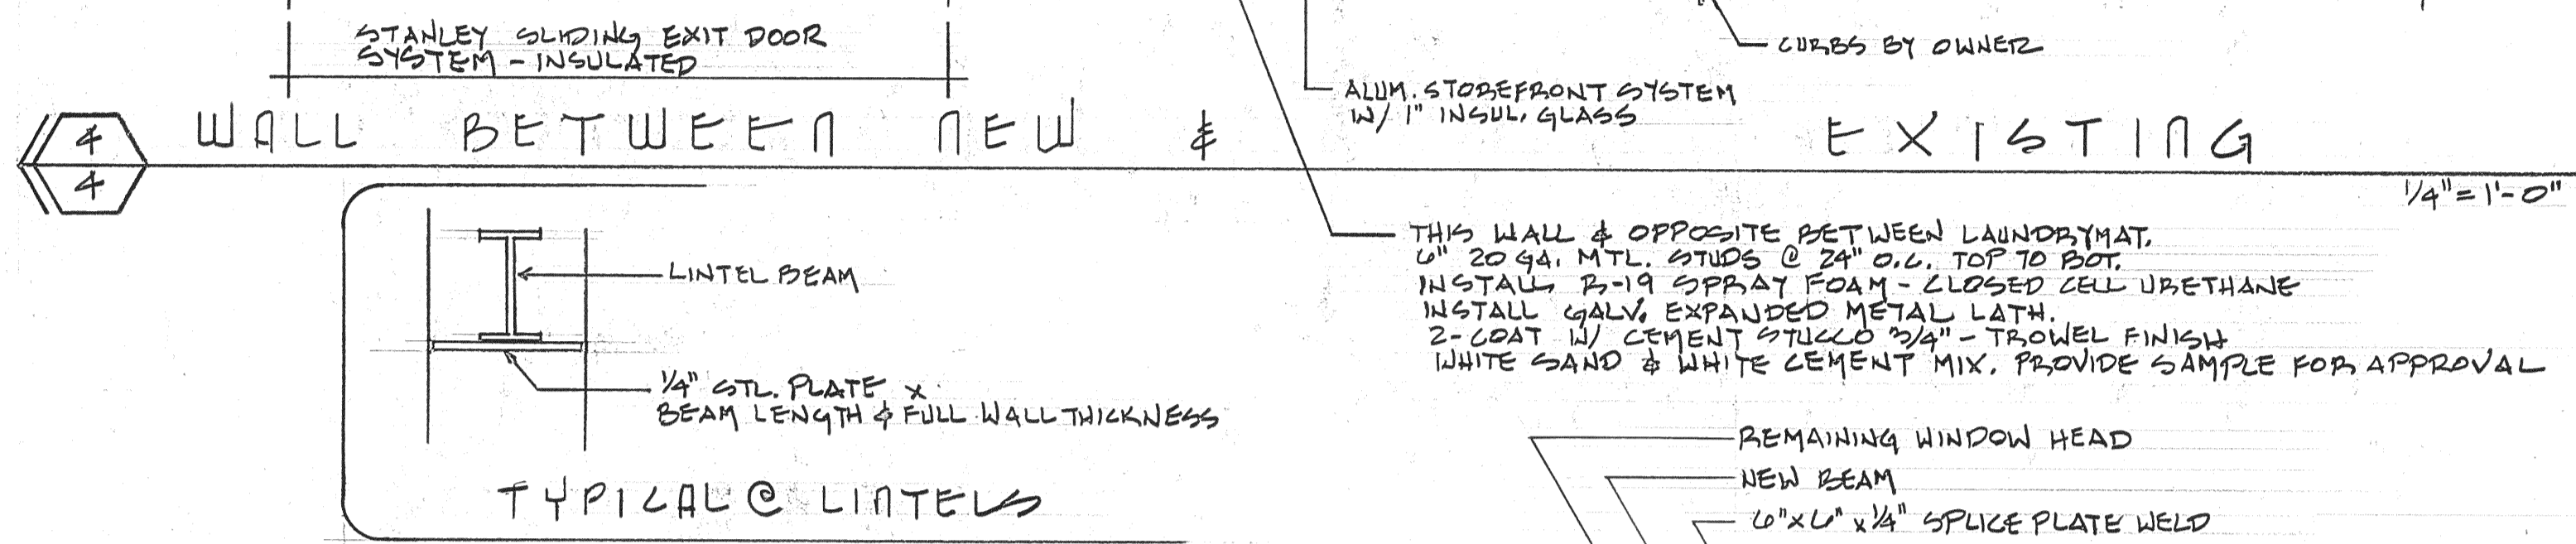 STANLEY SLIDING EXIT DOOR
SYSTEM - INSULATED
CURBS BY OWNER
ALUM. STOREFRONT SYSTEM
W/ 1" INSUL. GLASS
4
4
WALL BETWEEN NEW & EXISTING
1/4" = 1'-0"
THIS WALL & OPPOSITE BETWEEN LAUNDRYMAT.
6" 20 GA. MTL. STUDS @ 24" O.C. TOP TO BOT.
INSTALL R-19 SPRAY FOAM - CLOSED CELL URETHANE
INSTALL GALV. EXPANDED METAL LATH.
2-COAT W/ CEMENT STUCCO 3/4" - TROWEL FINISH
WHITE SAND & WHITE CEMENT MIX. PROVIDE SAMPLE FOR APPROVAL
LINTEL BEAM
1/4" STL. PLATE x
BEAM LENGTH & FULL WALL THICKNESS
TYPICAL @ LINTELS
REMAINING WINDOW HEAD
NEW BEAM
6" x 6" x 1/4" SPLICE PLATE WELD